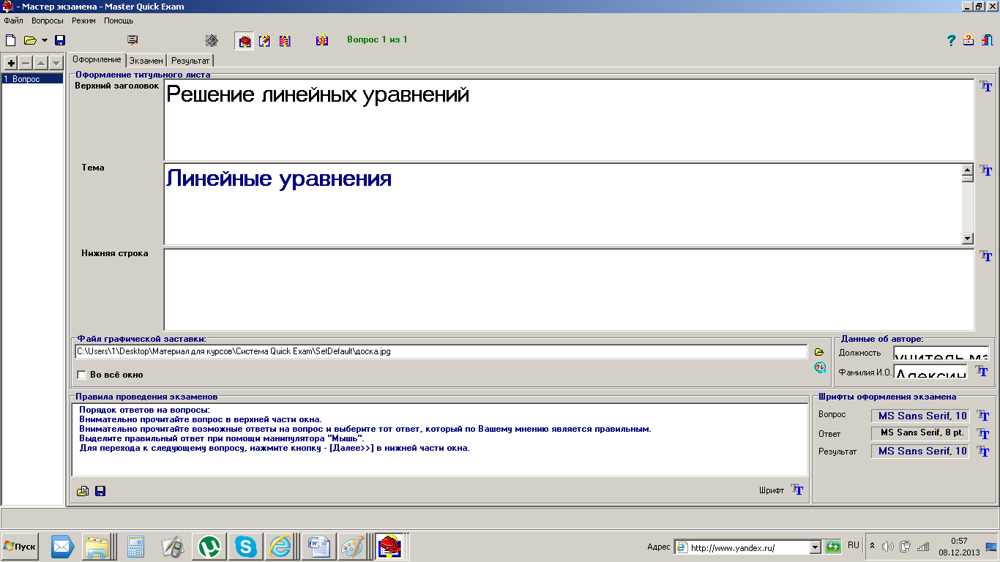 - Мастер экзамена - Master Quick Exam
Файл Вопросы Режим Помощь
Вопрос 1 из 1
Оформление Экзамен Результат
1 Вопрос
Оформление титульного листа
Верхний заголовок
Решение линейных уравнений
Тема
Линейные уравнения
Нижняя строка
Файл графической заставки:
C:\Users\1\Desktop\Материал для курсов\Система Quick Exam\SetDefault\доска.jpg
Во всё окно
Данные об авторе:
Должность
Фамилия И.О.
Правила проведения экзаменов
Порядок ответов на вопросы:
Внимательно прочитайте вопрос в верхней части окна.
Внимательно прочитайте возможные ответы на вопрос и выберите тот ответ, который по Вашему мнению является правильным.
Выделите правильный ответ при помощи манипулятора "Мышь".
Для перехода к следующему вопросу, нажмите кнопку - [Далее>>] в нижней части окна.
Шрифт
Шрифты оформления экзамена
Вопрос MS Sans Serif, 10
Ответ MS Sans Serif, 8 pt.
Результат MS Sans Serif, 10
Пуск
Адрес http://www.yandex.ru/
RU
0:57
08.12.2013